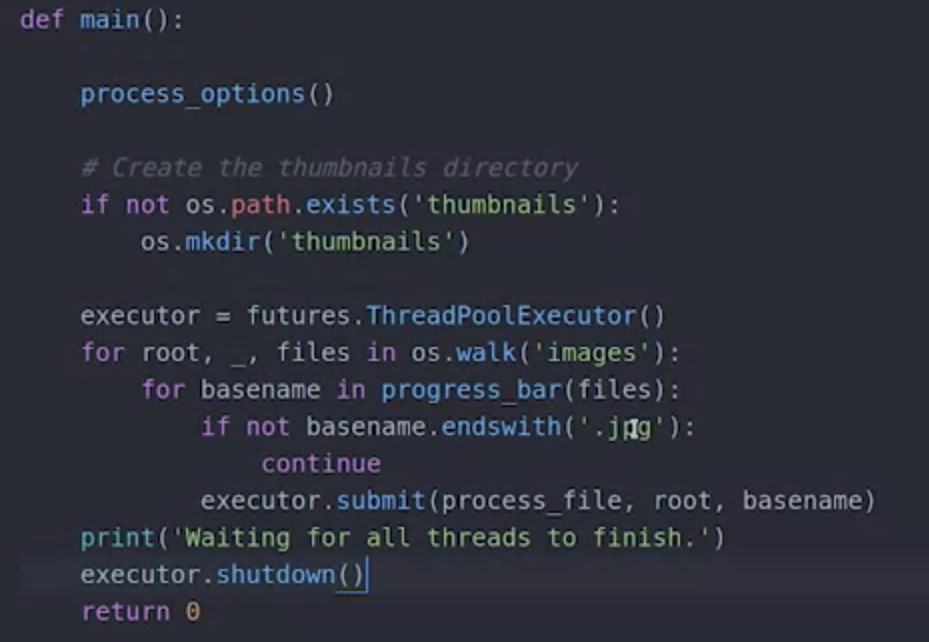 def main():
    process_options()
    # Create the thumbnails directory
    if not os.path.exists('thumbnails'):
        os.mkdir('thumbnails')
    executor = futures.ThreadPoolExecutor()
    for root, _, files in os.walk('images'):
        for basename in progress_bar(files):
            if not basename.endswith('.jpg'):
                continue
            executor.submit(process_file, root, basename)
    print('Waiting for all threads to finish.')
    executor.shutdown()
    return 0